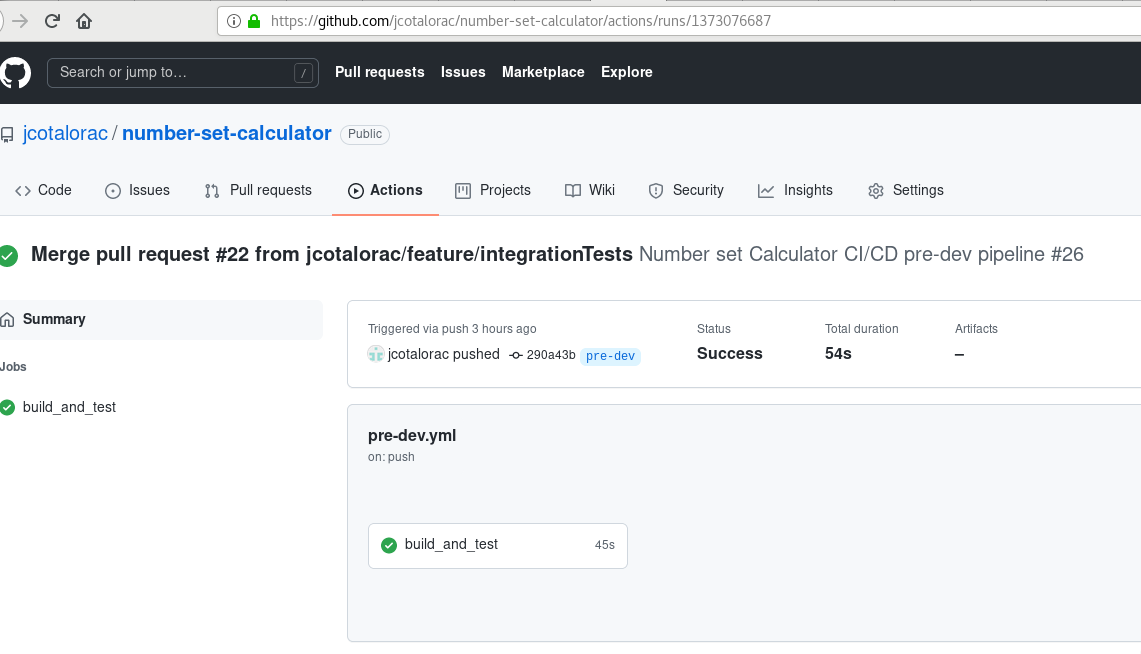 https://github.com/jcotalorac/number-set-calculator/actions/runs/1373076687
Search or jump to… / Pull requests Issues Marketplace Explore
jcotalorac / number-set-calculator Public
Code Issues Pull requests Actions Projects Wiki Security Insights Settings
Merge pull request #22 from jcotalorac/feature/integrationTests Number set Calculator CI/CD pre-dev pipeline #26
Summary
Jobs
build_and_test
Triggered via push 3 hours ago Status Total duration Artifacts
jcotalorac pushed 290a43b pre-dev Success 54s –
pre-dev.yml
on: push
build_and_test 45s